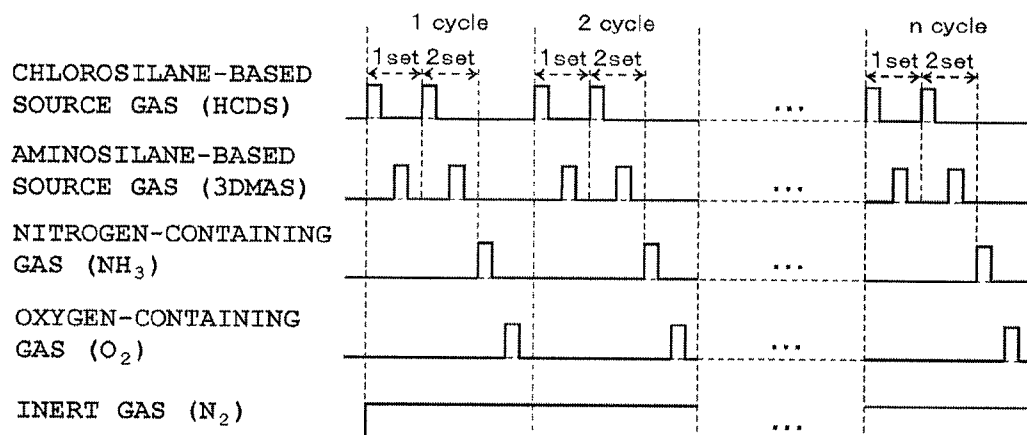 1 cycle 2 cycle n cycle
1set 2set 1set 2set 1set 2set
CHLOROSILANE-BASED
SOURCE GAS (HCDS)
...
AMINOSILANE-BASED
SOURCE GAS (3DMAS)
...
NITROGEN-CONTAINING
GAS (NH₃)
...
OXYGEN-CONTAINING
GAS (O₂)
...
INERT GAS (N₂)
...